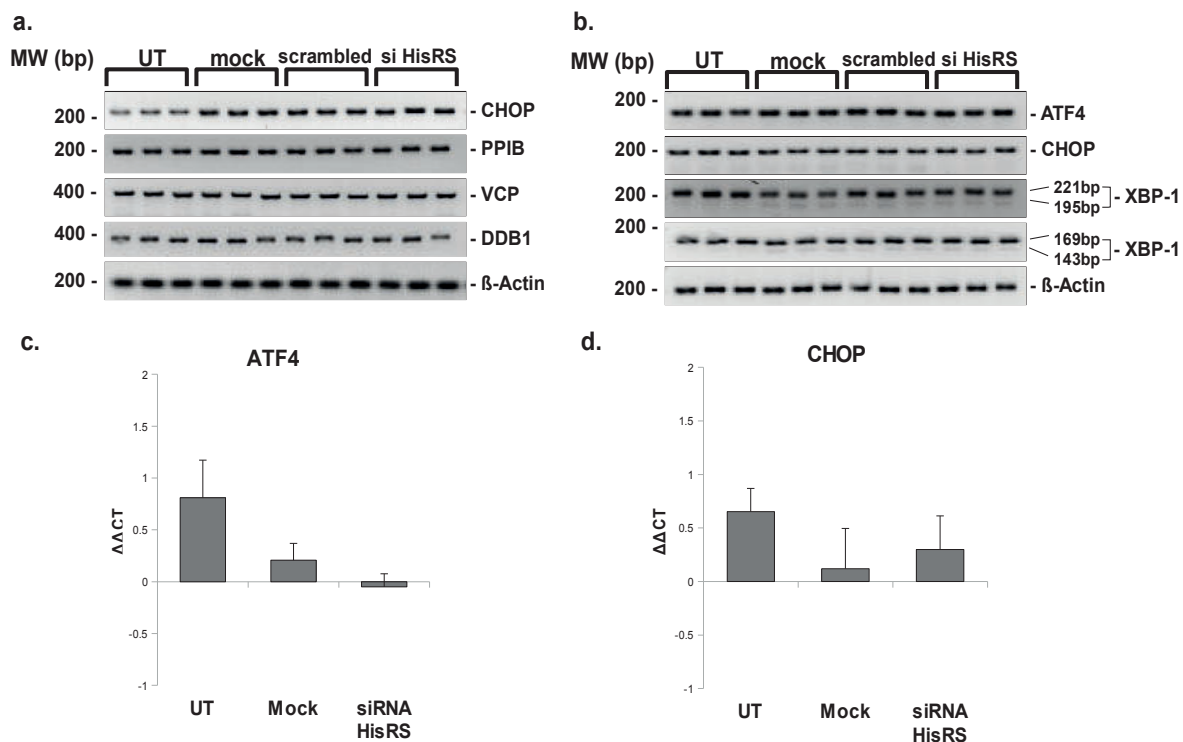 a.
MW (bp) UT mock scrambled si HisRS
200 - - CHOP
200 - - PPIB
400 - - VCP
400 - - DDB1
200 - - ß-Actin
b.
MW (bp) UT mock scrambled si HisRS
200 - - ATF4
200 - - CHOP
200 - 221bp - XBP-1
195bp
200 - 169bp - XBP-1
143bp
200 - - ß-Actin
c.
ATF4
2
1.5
1
0.5
0
-0.5
-1
ΔΔCT
UT Mock siRNA
HisRS
d.
CHOP
2
1.5
1
0.5
0
-0.5
-1
ΔΔCT
UT Mock siRNA
HisRS